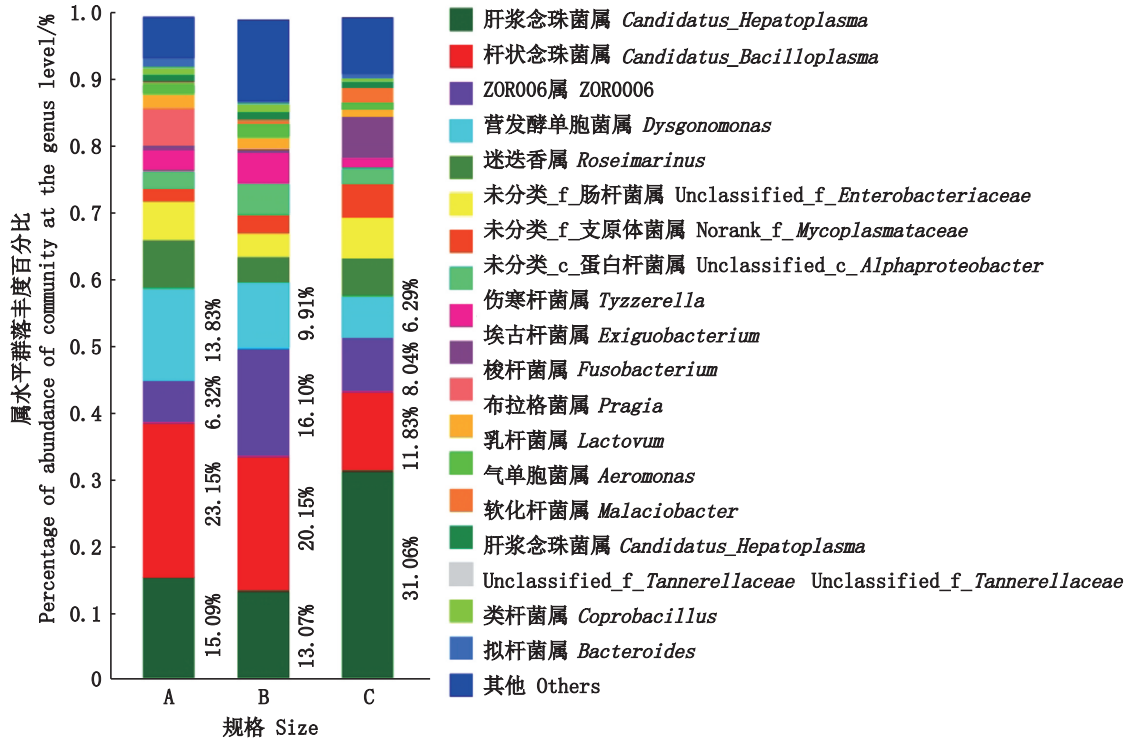 属水平群落丰度百分比
Percentage of abundance of community at the genus level/%
1.0
0.9
0.8
0.7
0.6
0.5
0.4
0.3
0.2
0.1
0
15.09%
23.15%
6.32%
13.83%
13.07%
20.15%
16.10%
9.91%
31.06%
11.83%
8.04%
6.29%
A
B
C
规格 Size
肝浆念珠菌属 Candidatus_Hepatoplasma
杆状念珠菌属 Candidatus_Bacilloplasma
ZOR006属 ZOR0006
营发酵单胞菌属 Dysgonomonas
迷迭香属 Roseimarinus
未分类_f_肠杆菌属 Unclassified_f_Enterobacteriaceae
未分类_f_支原体菌属 Norank_f_Mycoplasmataceae
未分类_c_蛋白杆菌属 Unclassified_c_Alphaproteobacter
伤寒杆菌属 Tyzzerella
埃古杆菌属 Exiguobacterium
梭杆菌属 Fusobacterium
布拉格菌属 Pragia
乳杆菌属 Lactovum
气单胞菌属 Aeromonas
软化杆菌属 Malaciobacter
肝浆念珠菌属 Candidatus_Hepatoplasma
Unclassified_f_Tannerellaceae Unclassified_f_Tannerellaceae
类杆菌属 Coprobacillus
拟杆菌属 Bacteroides
其他 Others